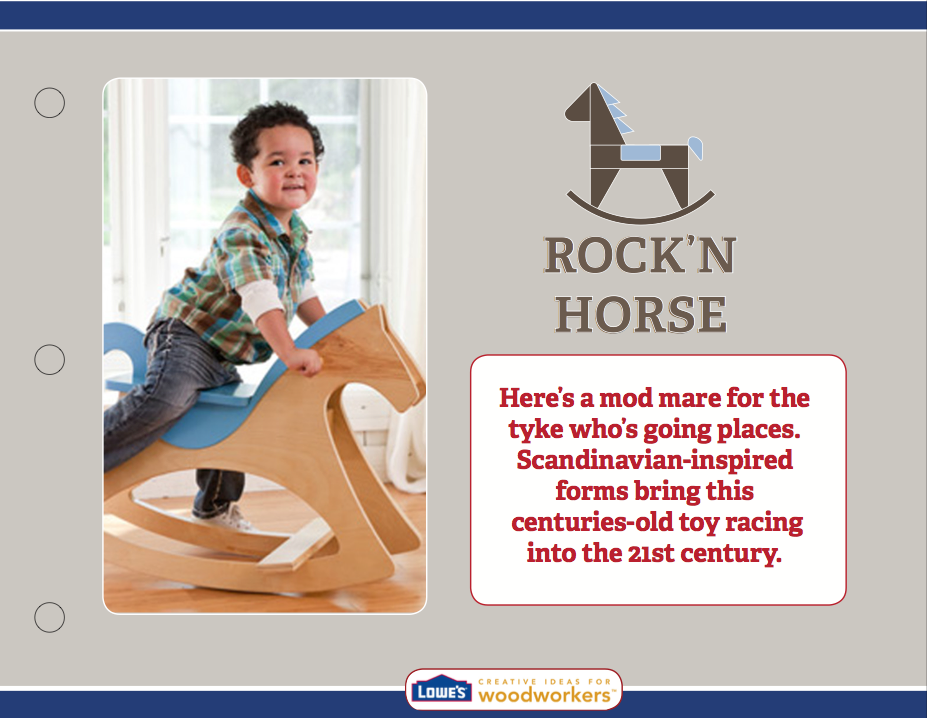 ROCK’N
HORSE
Here’s a mod mare for the
tyke who’s going places.
Scandinavian-inspired
forms bring this
centuries-old toy racing
into the 21st century.
LOWE’S
CREATIVE IDEAS FOR
woodworkers™